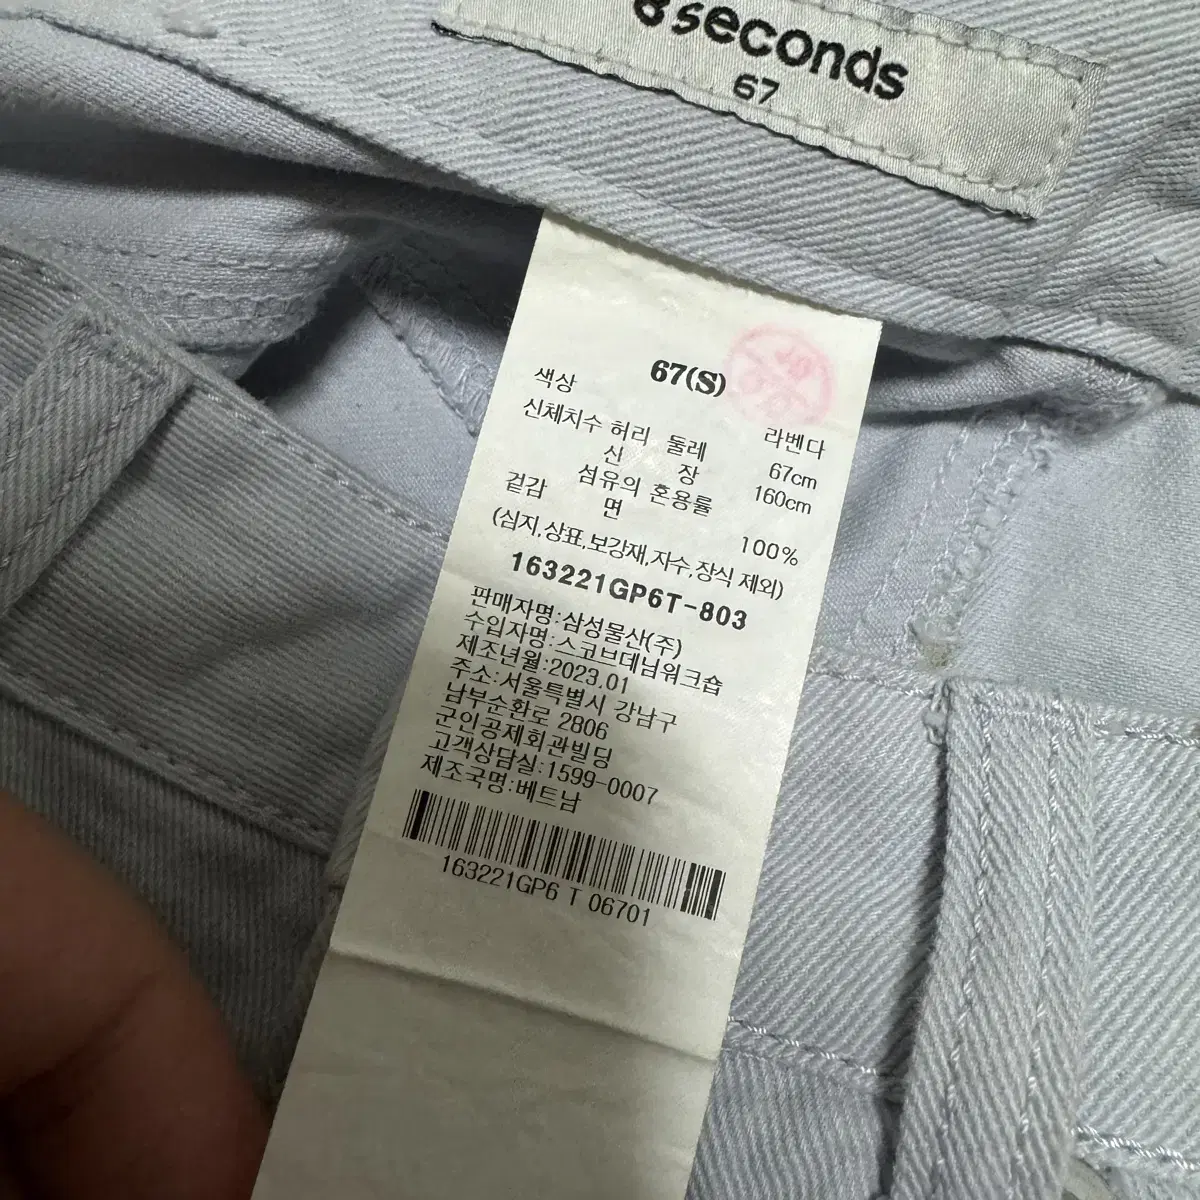 8seconds
67
67(S)
색상 라벤다
신체치수 허리 둘레 67cm
신 장 160cm
섬유의 혼용률
겉감 면 100%
(심지,상표,보강재,자수,장식 제외)
163221GP6T-803
판매자명:삼성물산(주)
수입자명:스코브데님워크숍
제조년월:2023.01
주소:서울특별시 강남구
남부순환로 2806
군인공제회관빌딩
고객상담실:1599-0007
제조국명:베트남
163221GP6 T 06701